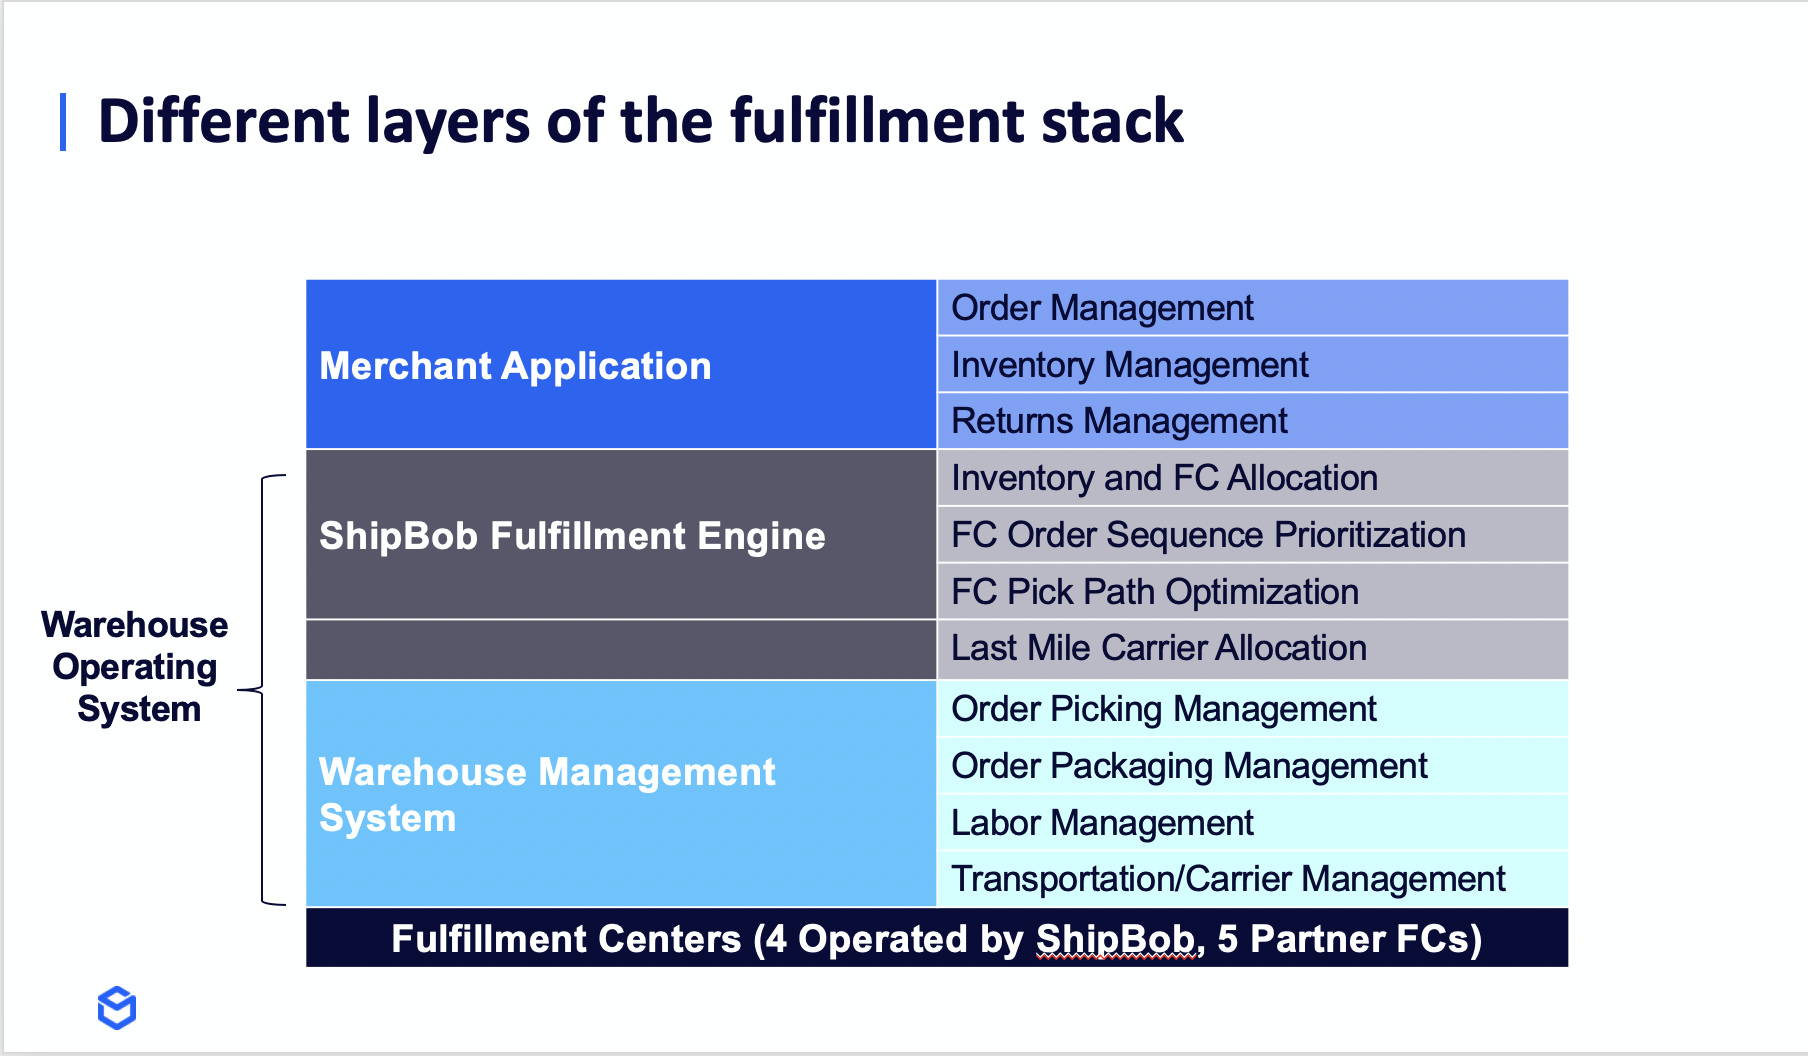 Different layers of the fulfillment stack
Merchant Application
Order Management
Inventory Management
Returns Management
ShipBob Fulfillment Engine
Inventory and FC Allocation
FC Order Sequence Prioritization
FC Pick Path Optimization
Last Mile Carrier Allocation
Warehouse
Operating
System
Warehouse Management
System
Order Picking Management
Order Packaging Management
Labor Management
Transportation/Carrier Management
Fulfillment Centers (4 Operated by ShipBob, 5 Partner FCs)